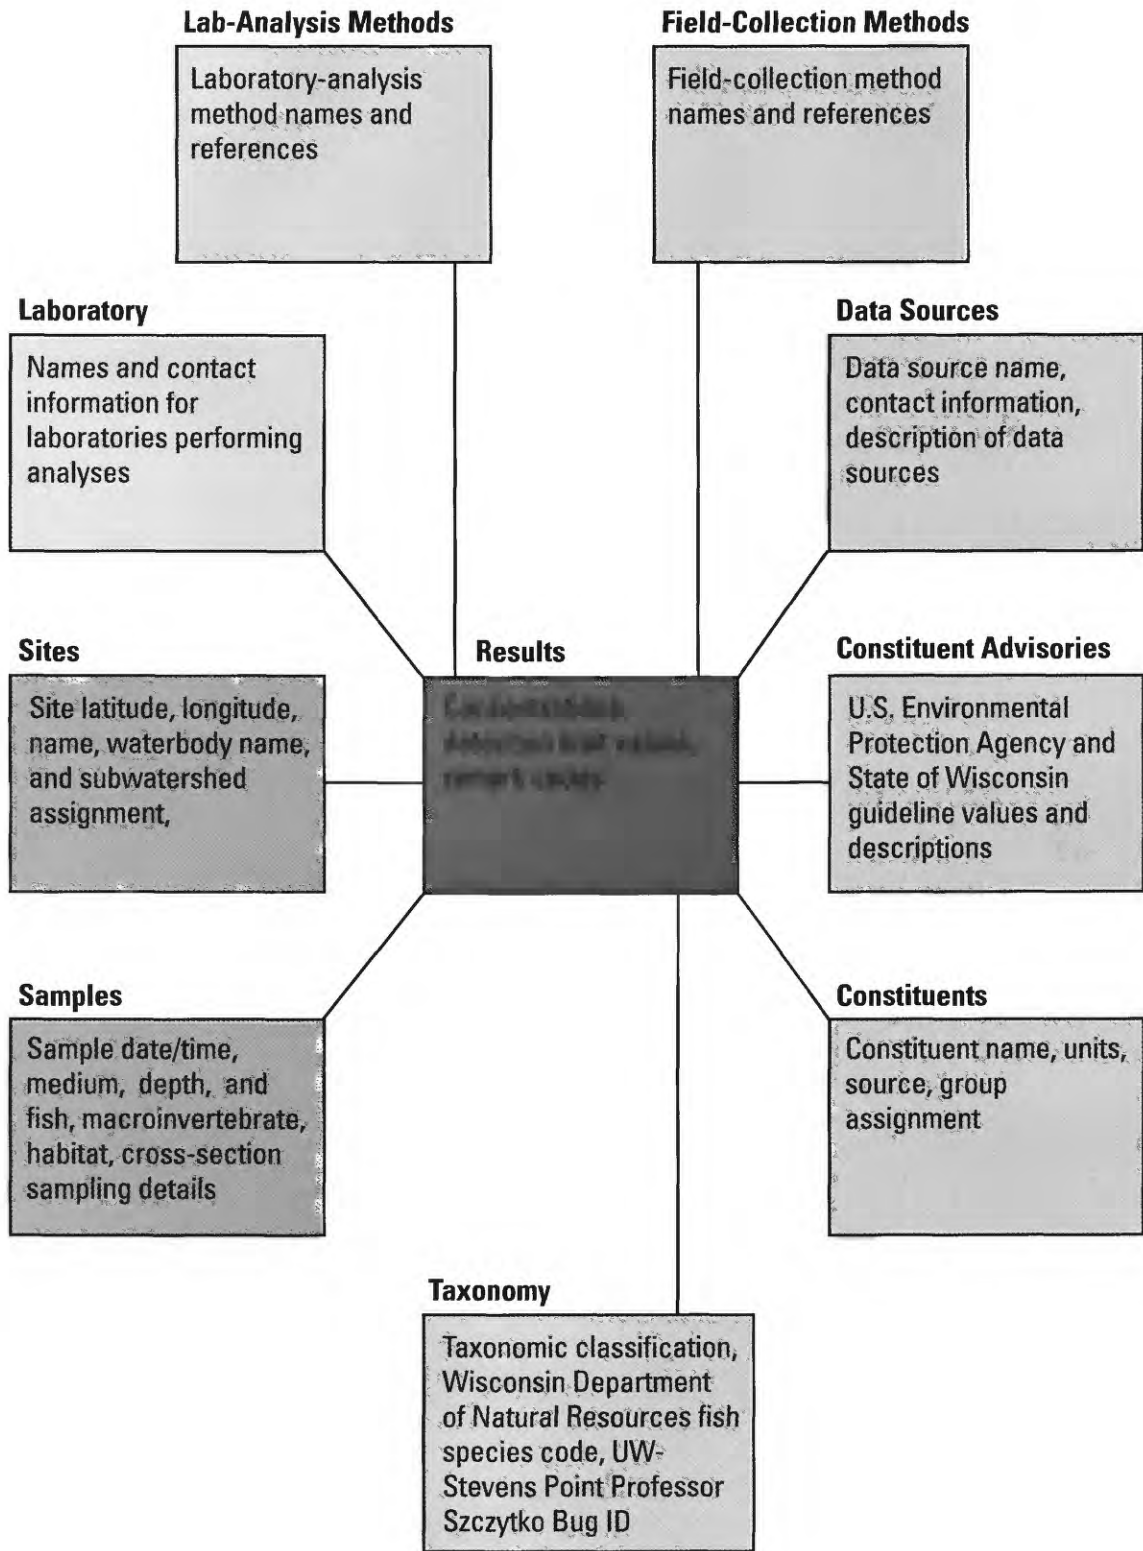 Lab-Analysis Methods
Laboratory-analysis
method names and
references
Field-Collection Methods
Field-collection method
names and references
Laboratory
Names and contact
information for
laboratories performing
analyses
Data Sources
Data source name,
contact information,
description of data
sources
Sites
Site latitude, longitude,
name, waterbody name,
and subwatershed
assignment,
Results
Constituent Advisories
U.S. Environmental
Protection Agency and
State of Wisconsin
guideline values and
descriptions
Samples
Sample date/time,
medium, depth, and
fish, macroinvertebrate,
habitat, cross-section
sampling details
Constituents
Constituent name, units,
source, group
assignment
Taxonomy
Taxonomic classification,
Wisconsin Department
of Natural Resources fish
species code, UW-
Stevens Point Professor
Szczytko Bug ID